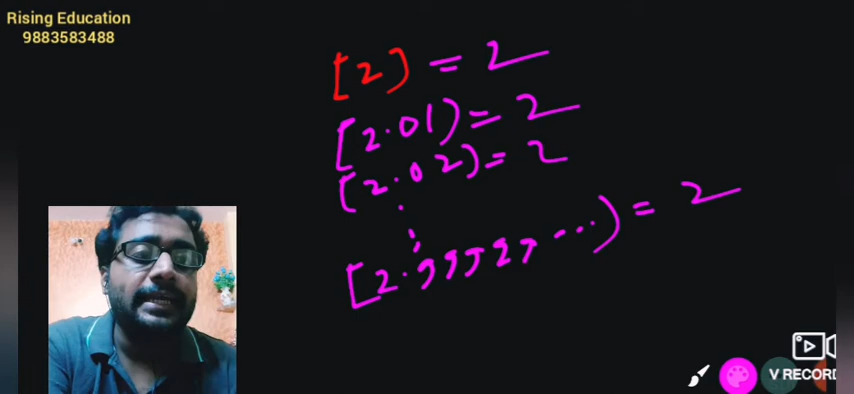 Rising Education
9883583488
[2] = 2
[2.01) = 2
[2.02) = 2
[2.99999...) = 2
V RECORD